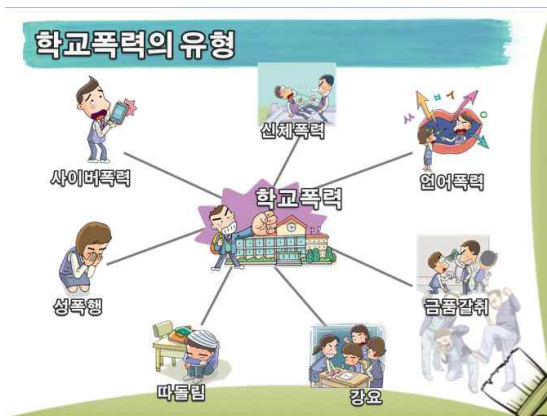 학교폭력의 유형
신체폭력
사이버폭력
언어폭력
학교폭력
성폭행
금품갈취
따돌림
강요